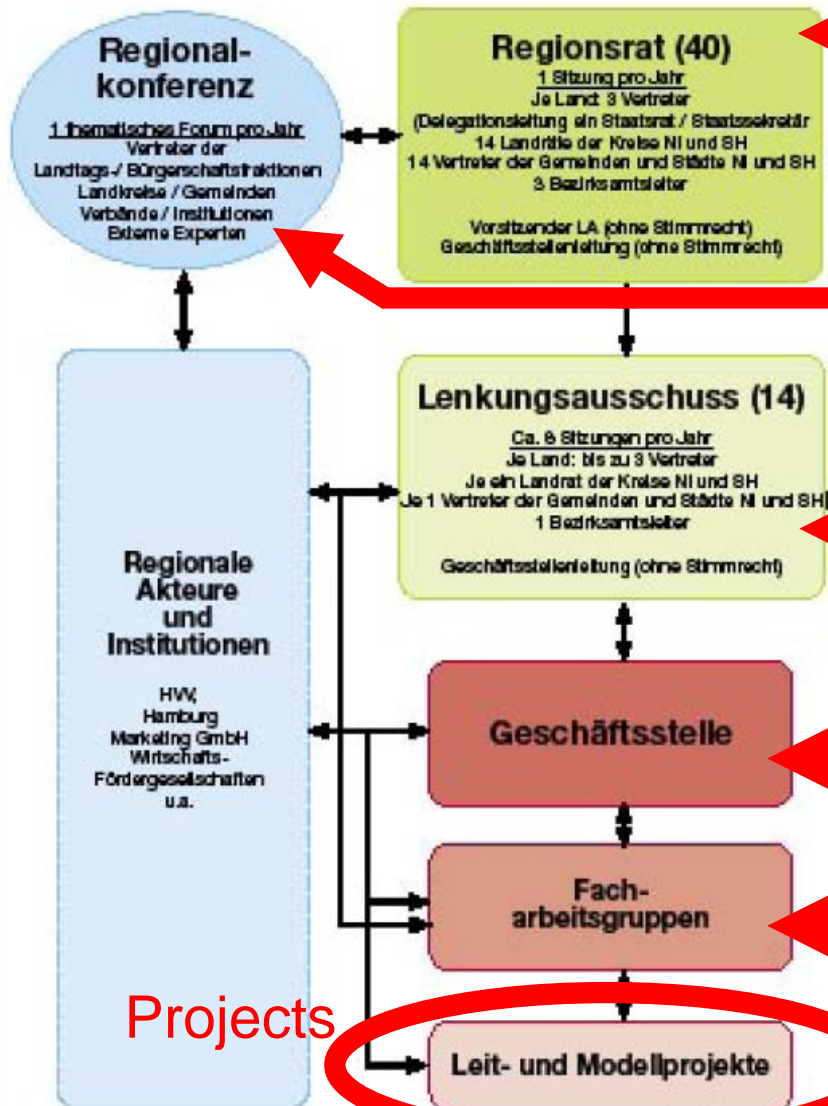 Regional-
konferenz
1 thematisches Forum pro Jahr
Vertreter der
Landtags-/ Bürgerschaftsfraktionen
Landkreise / Gemeinden
Verbände / Institutionen
Externe Experten
Regionsrat (40)
1 Sitzung pro Jahr
Je Land: 3 Vertreter
(Delegationsleitung ein Staatsrat / Staatssekretär
14 Landräte der Kreise NI und SH
14 Vertreter der Gemeinden und Städte NI und SH
3 Bezirksamtsleiter
Vorsitzender LA (ohne Stimmrecht)
Geschäftsstellenleitung (ohne Stimmrecht)
Lenkungsausschuss (14)
Ca. 6 Sitzungen pro Jahr
Je Land: bis zu 3 Vertreter
Je ein Landrat der Kreise NI und SH
Je 1 Vertreter der Gemeinden und Städte NI und SH
1 Bezirksamtsleiter
Geschäftsstellenleitung (ohne Stimmrecht)
Regionale
Akteure
und
Institutionen
HVV,
Hamburg
Marketing GmbH
Wirtschafts-
Fördergesellschaften
u.a.
Geschäftsstelle
Fach-
arbeitsgruppen
Projects
Leit- und Modellprojekte